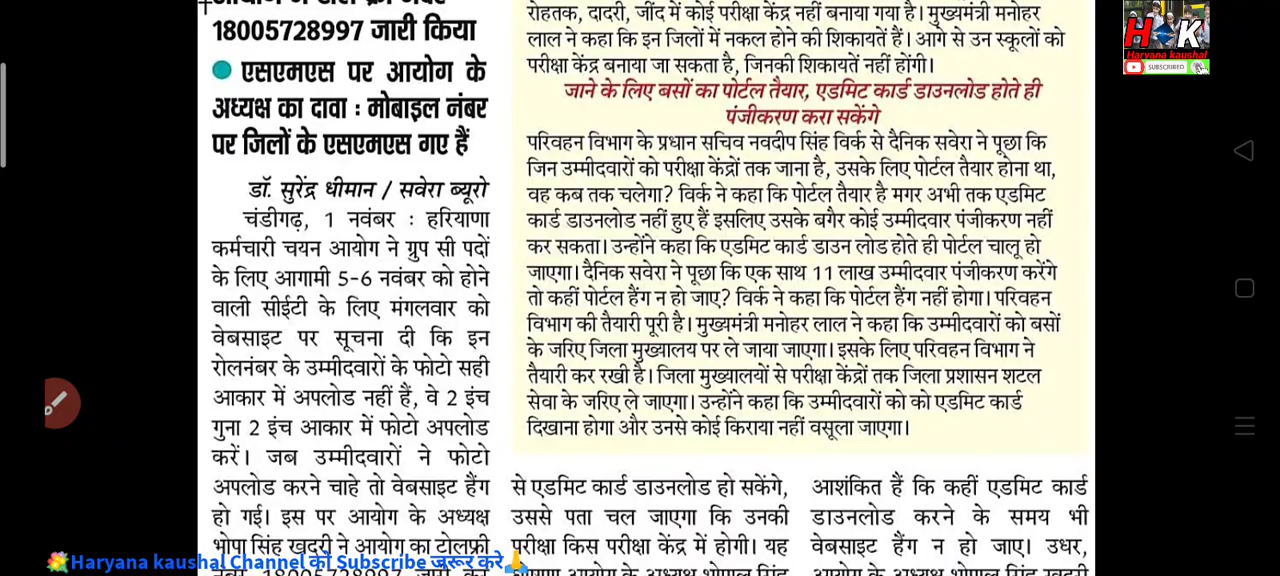 18005728997 जारी किया
एसएमएस पर आयोग के
अध्यक्ष का दावा : मोबाइल नंबर
पर जिलों के एसएमएस गए हैं
डॉ. सुरेंद्र धीमान / सवेरा ब्यूरो
चंडीगढ़, 1 नवंबर : हरियाणा
कर्मचारी चयन आयोग ने ग्रुप सी पदों
के लिए आगामी 5-6 नवंबर को होने
वाली सीईटी के लिए मंगलवार को
वेबसाइट पर सूचना दी कि इन
रोलनंबर के उम्मीदवारों के फोटो सही
आकार में अपलोड नहीं हैं, वे 2 इंच
गुना 2 इंच आकार में फोटो अपलोड
करें। जब उम्मीदवारों ने फोटो
अपलोड करने चाहे तो वेबसाइट हैंग
हो गई। इस पर आयोग के अध्यक्ष
भोपा सिंह खदरी ने आयोग का टोलफ्री
रोहतक, दादरी, जींद में कोई परीक्षा केंद्र नहीं बनाया गया है। मुख्यमंत्री मनोहर
लाल ने कहा कि इन जिलों में नकल होने की शिकायतें हैं। आगे से उन स्कूलों को
परीक्षा केंद्र बनाया जा सकता है, जिनकी शिकायतें नहीं होंगी।
जाने के लिए बसों का पोर्टल तैयार, एडमिट कार्ड डाउनलोड होते ही
पंजीकरण करा सकेंगे
परिवहन विभाग के प्रधान सचिव नवदीप सिंह विर्क से दैनिक सवेरा ने पूछा कि
जिन उम्मीदवारों को परीक्षा केंद्रों तक जाना है, उसके लिए पोर्टल तैयार होना था,
वह कब तक चलेगा? विर्क ने कहा कि पोर्टल तैयार है मगर अभी तक एडमिट
कार्ड डाउनलोड नहीं हुए हैं इसलिए उसके बगैर कोई उम्मीदवार पंजीकरण नहीं
कर सकता। उन्होंने कहा कि एडमिट कार्ड डाउन लोड होते ही पोर्टल चालू हो
जाएगा। दैनिक सवेरा ने पूछा कि एक साथ 11 लाख उम्मीदवार पंजीकरण करेंगे
तो कहीं पोर्टल हैंग न हो जाए? विर्क ने कहा कि पोर्टल हैंग नहीं होगा। परिवहन
विभाग की तैयारी पूरी है। मुख्यमंत्री मनोहर लाल ने कहा कि उम्मीदवारों को बसों
के जरिए जिला मुख्यालय पर ले जाया जाएगा। इसके लिए परिवहन विभाग ने
तैयारी कर रखी है। जिला मुख्यालयों से परीक्षा केंद्रों तक जिला प्रशासन शटल
सेवा के जरिए ले जाएगा। उन्होंने कहा कि उम्मीदवारों को को एडमिट कार्ड
दिखाना होगा और उनसे कोई किराया नहीं वसूला जाएगा।
से एडमिट कार्ड डाउनलोड हो सकेंगे,
उससे पता चल जाएगा कि उनकी
परीक्षा किस परीक्षा केंद्र में होगी। यह
आशंकित हैं कि कहीं एडमिट कार्ड
डाउनलोड करने के समय भी
वेबसाइट हैंग न हो जाए। उधर,
HK
Haryana kaushal
SUBSCRIBED
Haryana kaushal Channel को Subscribe जरूर करे